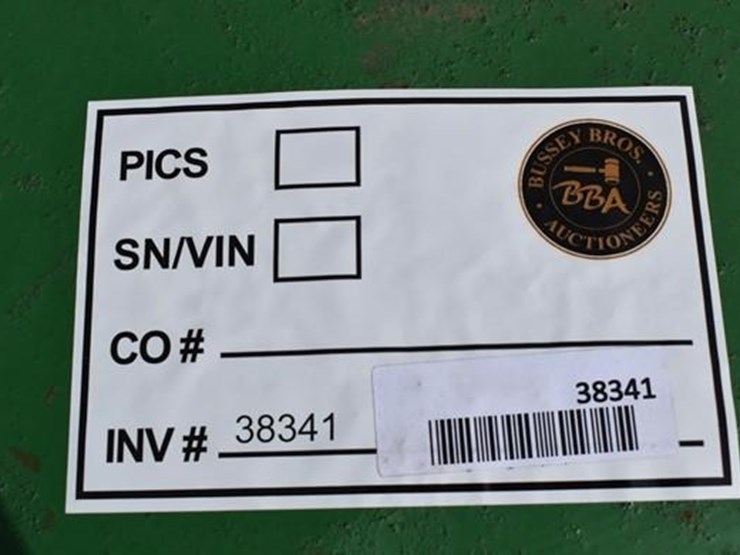 PICS
BUSSEY BROS.
BBA
AUCTIONEERS
SN/VIN
CO #
38341
INV # 38341